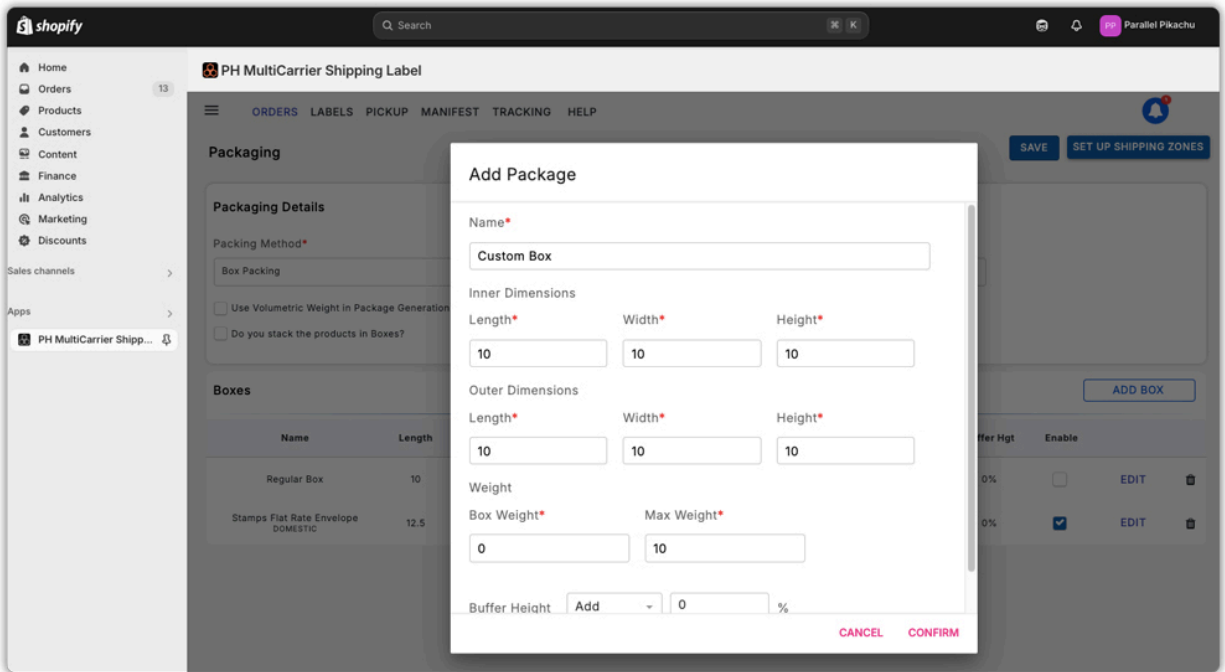 shopify
Search
⌘ K
PP Parallel Pikachu
Home
Orders 13
Products
Customers
Content
Finance
Analytics
Marketing
Discounts
Sales channels
Apps
PH MultiCarrier Shipp...
PH MultiCarrier Shipping Label
ORDERS LABELS PICKUP MANIFEST TRACKING HELP
Packaging
SAVE SET UP SHIPPING ZONES
Packaging Details
Packing Method*
Box Packing
Use Volumetric Weight in Package Generation
Do you stack the products in Boxes?
Boxes
ADD BOX
Name Length ffer Hgt Enable
Regular Box 10 0% EDIT
Stamps Flat Rate Envelope 12.5 0% EDIT
DOMESTIC
Add Package
Name*
Custom Box
Inner Dimensions
Length* Width* Height*
10 10 10
Outer Dimensions
Length* Width* Height*
10 10 10
Weight
Box Weight* Max Weight*
0 10
Buffer Height Add 0 %
CANCEL CONFIRM